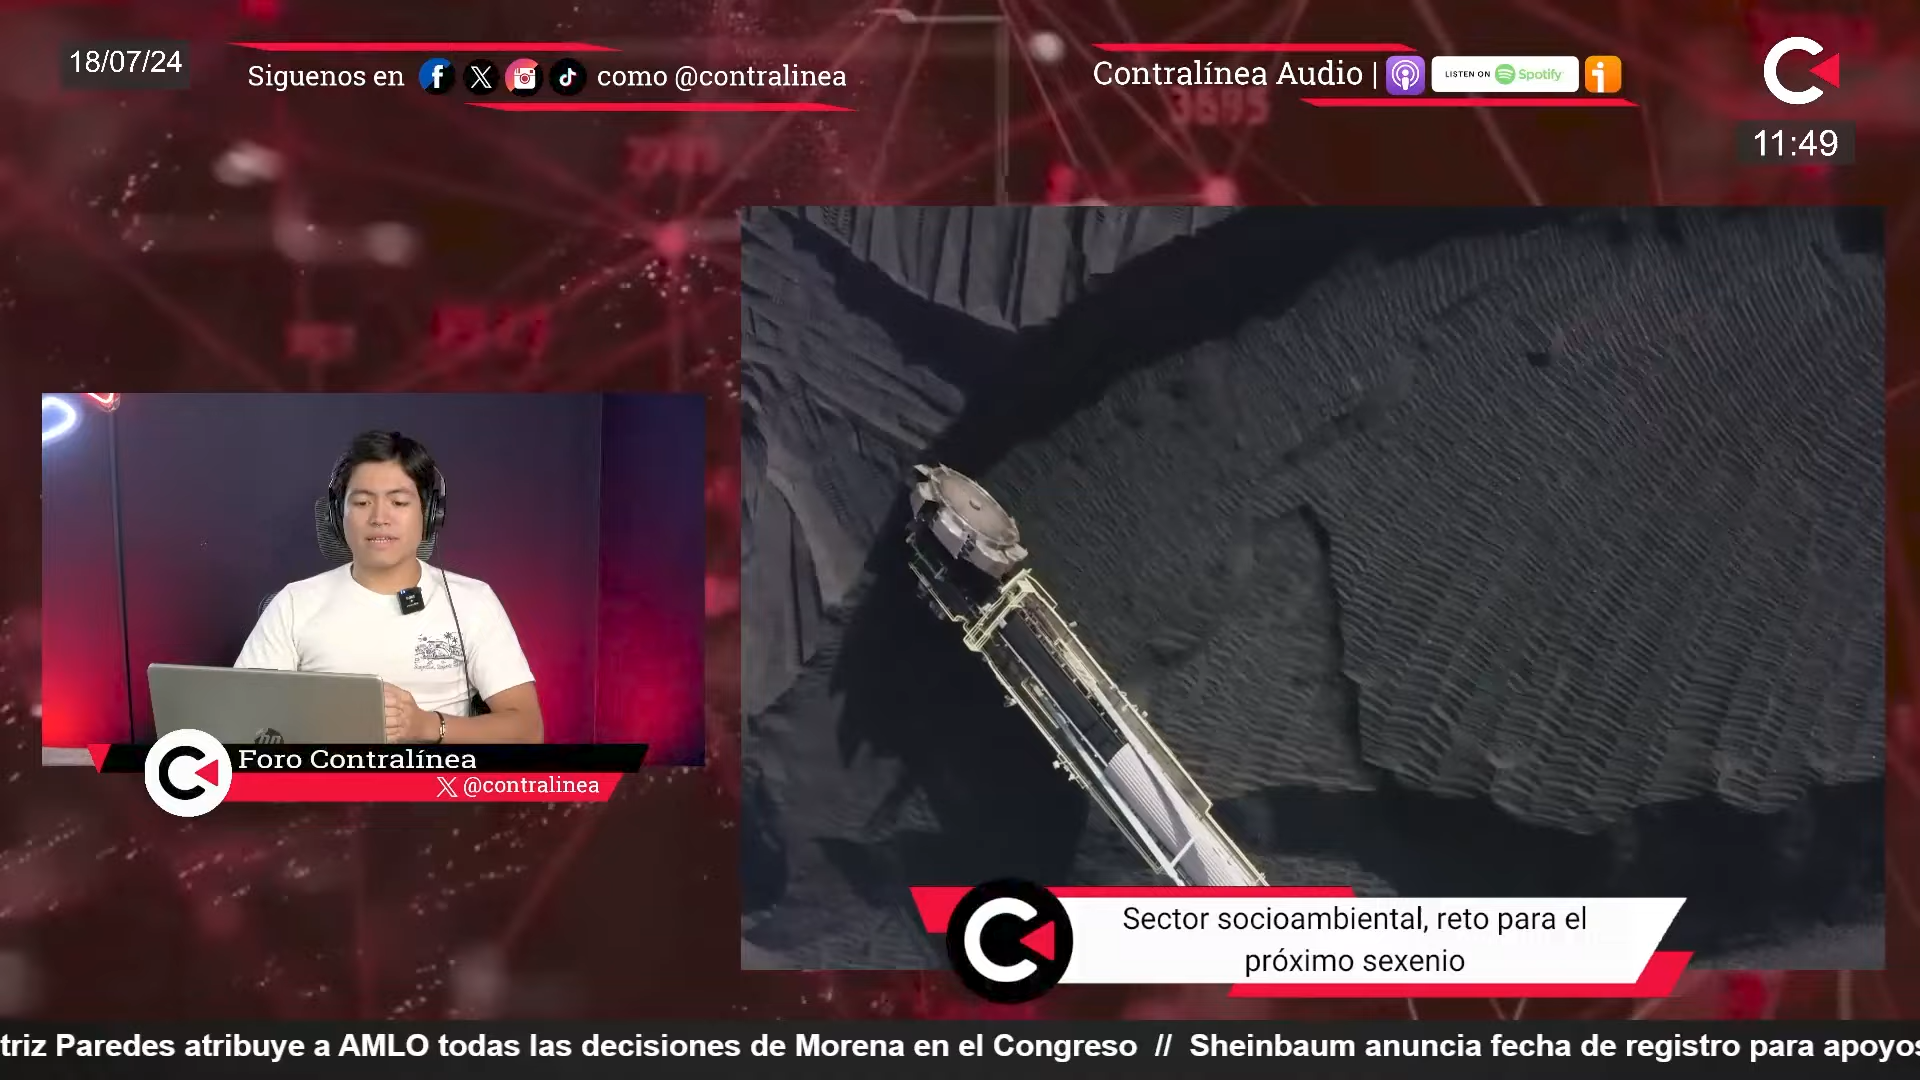 18/07/24
Siguenos en
como @contralinea
Contralínea Audio |
LISTEN ON Spotify
11:49
3695
hp
Foro Contralínea
@contralinea
Sector socioambiental, reto para el
próximo sexenio
triz Paredes atribuye a AMLO todas las decisiones de Morena en el Congreso // Sheinbaum anuncia fecha de registro para apoyos